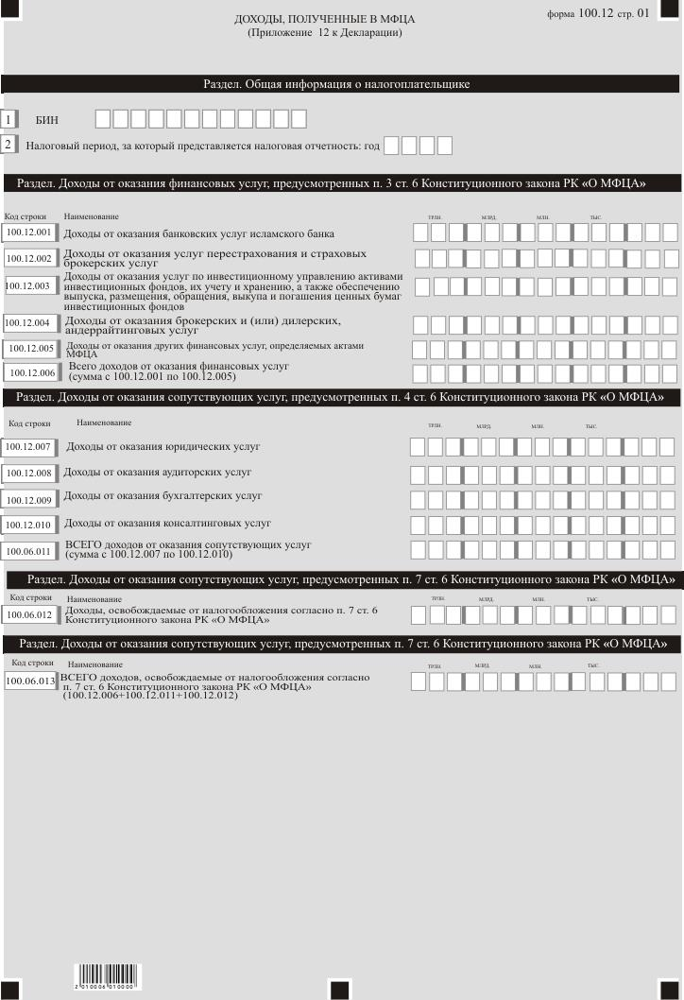 форма 100.12 стр. 01
ДОХОДЫ, ПОЛУЧЕННЫЕ В МФЦА
(Приложение 12 к Декларации)
Раздел. Общая информация о налогоплательщике
1 БИН
2 Налоговый период, за который представляется налоговая отчетность: год
Раздел. Доходы от оказания финансовых услуг, предусмотренных п. 3 ст. 6 Конституционного закона РК «О МФЦА»
Код строки Наименование ТРЛН. МЛРД. МЛН. ТЫС.
100.12.001 Доходы от оказания банковских услуг исламского банка
100.12.002 Доходы от оказания услуг перестрахования и страховых
брокерских услуг
100.12.003 Доходы от оказания услуг по инвестиционному управлению активами
инвестиционных фондов, их учету и хранению, а также обеспечению
выпуска, размещения, обращения, выкупа и погашения ценных бумаг
инвестиционных фондов
100.12.004 Доходы от оказания брокерских и (или) дилерских,
андеррайтинговых услуг
100.12.005 Доходы от оказания других финансовых услуг, определяемых актами
МФЦА
100.12.006 Всего доходов от оказания финансовых услуг
(сумма с 100.12.001 по 100.12.005)
Раздел. Доходы от оказания сопутствующих услуг, предусмотренных п. 4 ст. 6 Конституционного закона РК «О МФЦА»
Код строки Наименование ТРЛН. МЛРД. МЛН. ТЫС.
100.12.007 Доходы от оказания юридических услуг
100.12.008 Доходы от оказания аудиторских услуг
100.12.009 Доходы от оказания бухгалтерских услуг
100.12.010 Доходы от оказания консалтинговых услуг
100.06.011 ВСЕГО доходов от оказания сопутствующих услуг
(сумма с 100.12.007 по 100.12.010)
Раздел. Доходы от оказания сопутствующих услуг, предусмотренных п. 7 ст. 6 Конституционного закона РК «О МФЦА»
Код строки Наименование ТРЛН. МЛРД. МЛН. ТЫС.
100.06.012 Доходы, освобождаемые от налогообложения согласно п. 7 ст. 6
Конституционного закона РК «О МФЦА»
Раздел. Доходы от оказания сопутствующих услуг, предусмотренных п. 7 ст. 6 Конституционного закона РК «О МФЦА»
Код строки Наименование ТРЛН. МЛРД. МЛН. ТЫС.
100.06.013 ВСЕГО доходов, освобождаемые от налогообложения согласно
п. 7 ст. 6 Конституционного закона РК «О МФЦА»
(100.12.006+100.12.011+100.12.012)
2 010006 010000